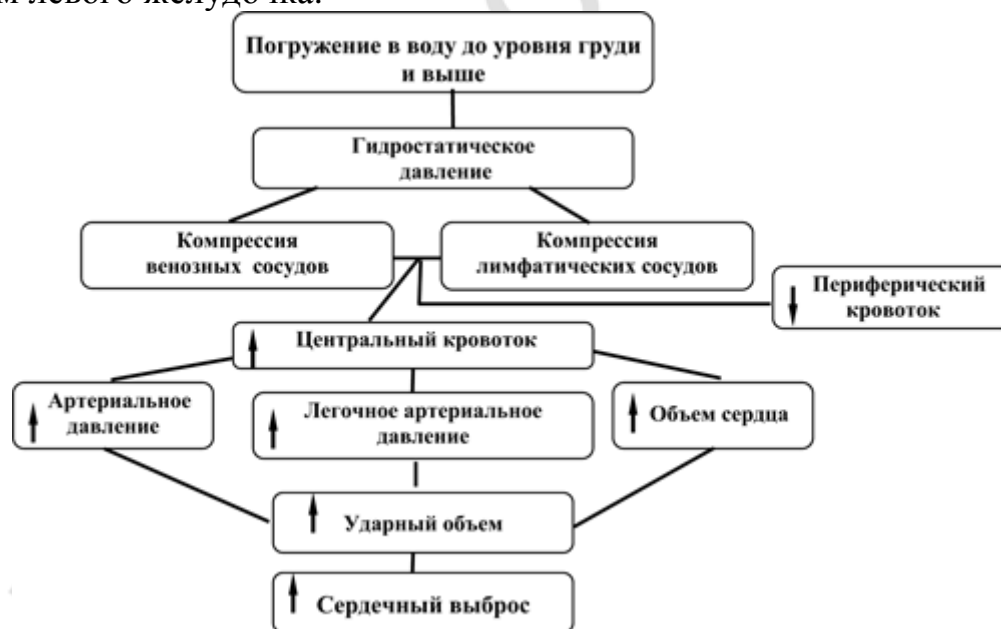 м левого желудочка.
Погружение в воду до уровня груди
и выше
Гидростатическое
давление
Компрессия
венозных сосудов
Компрессия
лимфатических сосудов
Периферический
кровоток
Центральный кровоток
Артериальное
давление
Легочное артериальное
давление
Объем сердца
Ударный объем
Сердечный выброс